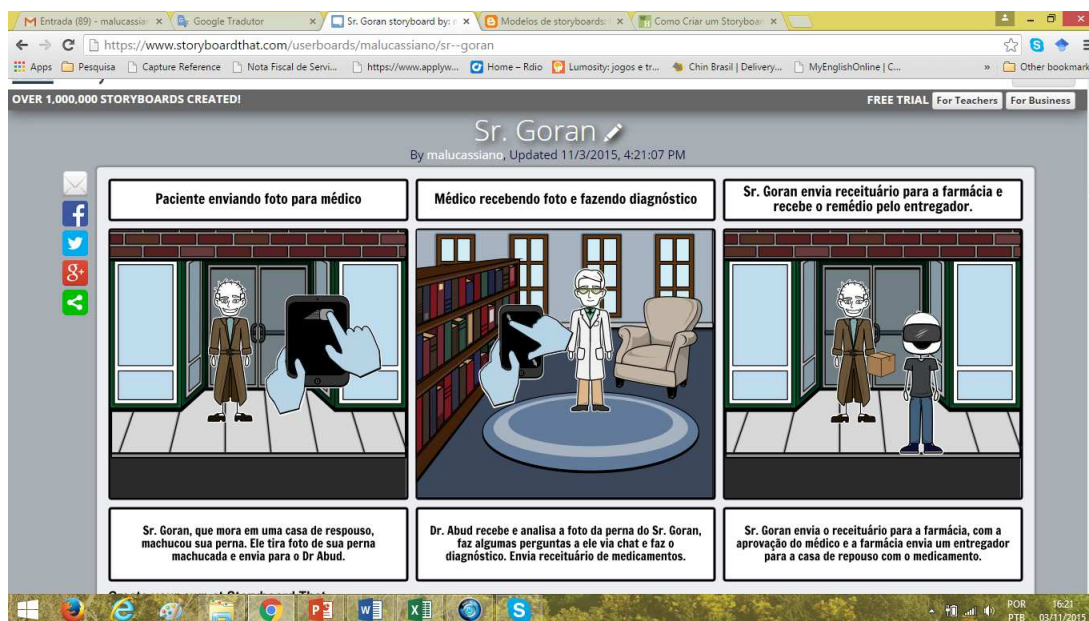 Entrada (89) - malucassia
Google Tradutor
Sr. Goran storyboard by:
Modelos de storyboards:
Como Criar um Storyboar
https://www.storyboardthat.com/userboards/malucassiano/sr--goran
Apps
Pesquisa
Capture Reference
Nota Fiscal de Servi...
https://www.applyw...
Home – Rdio
Lumosity: jogos e tr...
Chin Brasil | Delivery...
MyEnglishOnline | C...
»
Other bookmark
OVER 1,000,000 STORYBOARDS CREATED!
FREE TRIAL
For Teachers
For Business
Sr. Goran
By malucassiano, Updated 11/3/2015, 4:21:07 PM
Paciente enviando foto para médico
Médico recebendo foto e fazendo diagnóstico
Sr. Goran envia receituário para a farmácia e
recebe o remédio pelo entregador.
Sr. Goran, que mora em uma casa de respouso,
machucou sua perna. Ele tira foto de sua perna
machucada e envia para o Dr Abud.
Dr. Abud recebe e analisa a foto da perna do Sr. Goran,
faz algumas perguntas a ele via chat e faz o
diagnóstico. Envia receituário de medicamentos.
Sr. Goran envia o receituário para a farmácia, com a
aprovação do médico e a farmácia envia um entregador
para a casa de repouso com o medicamento.
POR
PTB
16:21
03/11/2015